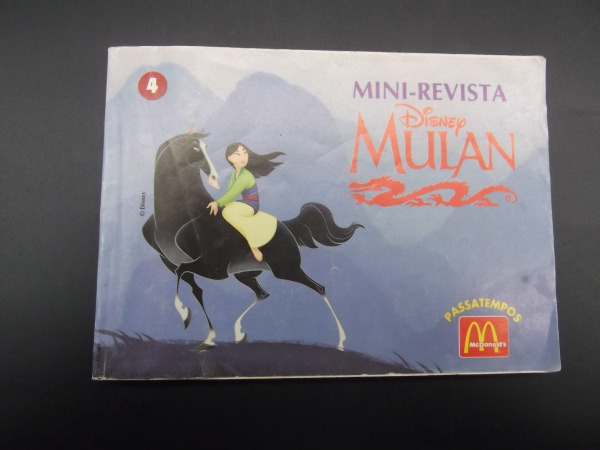 4
MINI-REVISTA
DISNEY
MULAN
© Disney
PASSATEMPOS
M
McDonald's